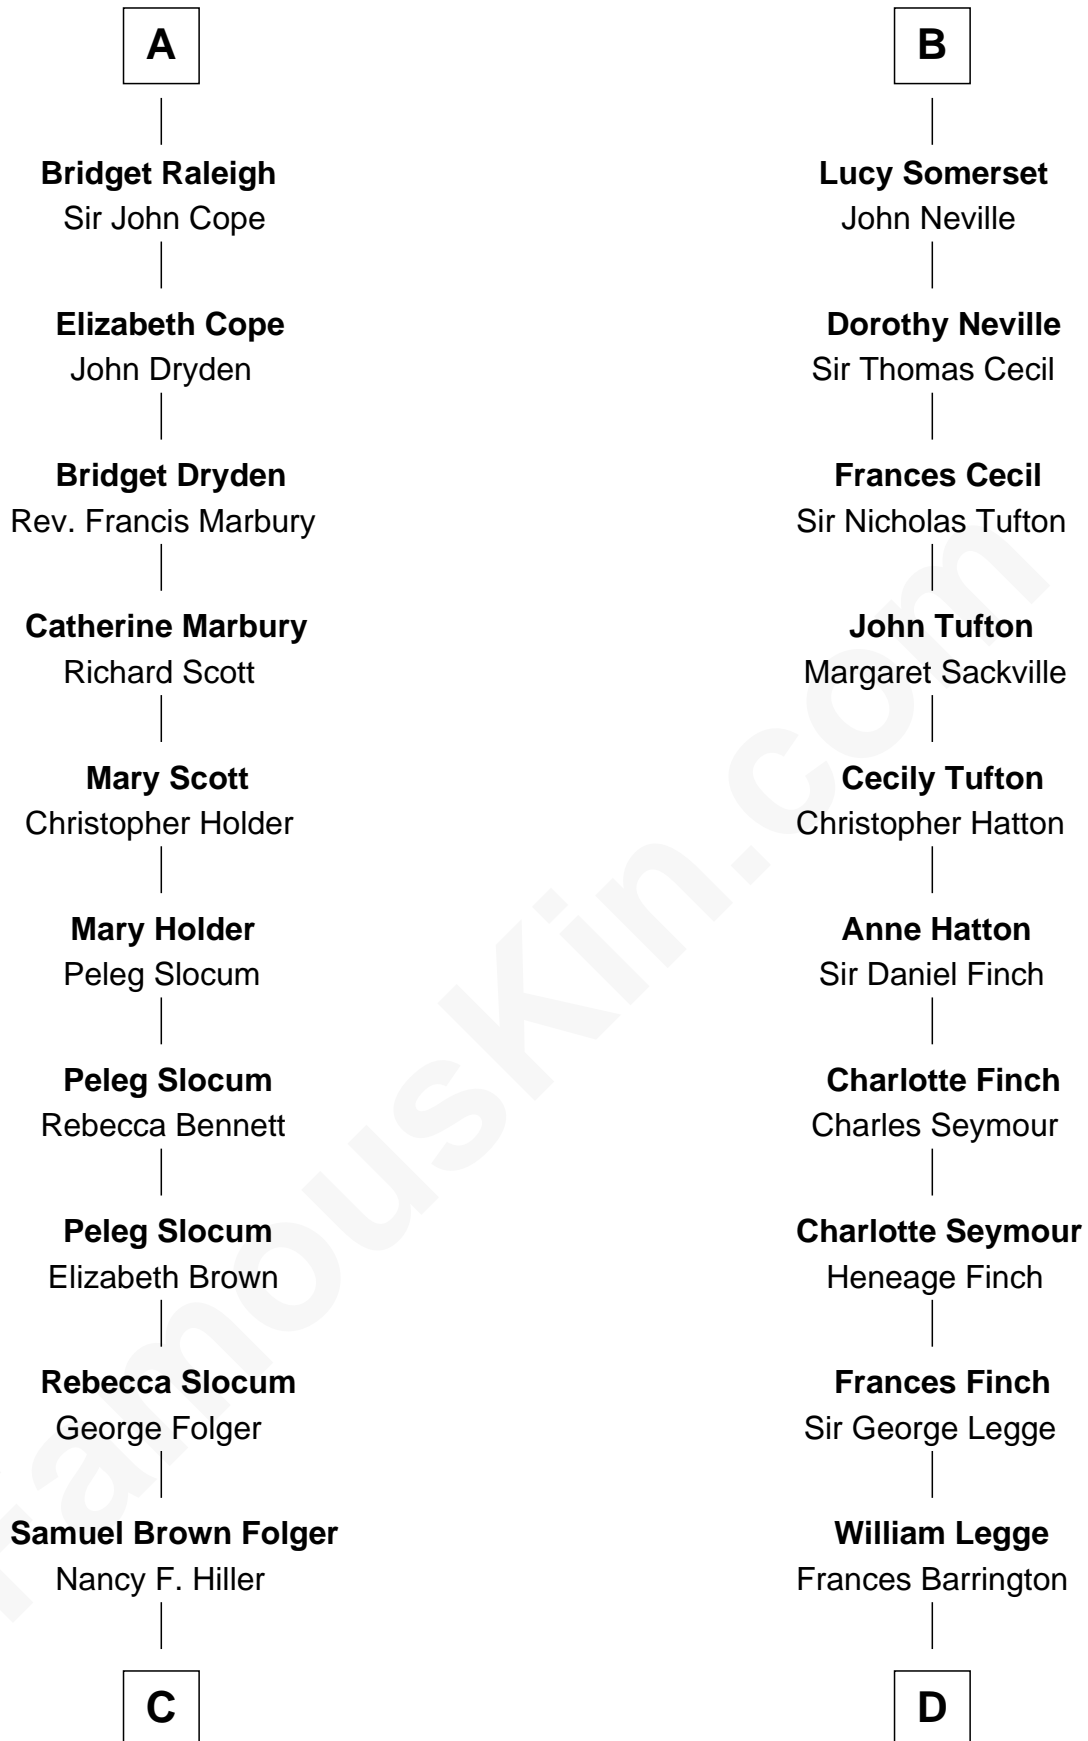 A
Bridget Raleigh
Sir John Cope
Elizabeth Cope
John Dryden
Bridget Dryden
Rev. Francis Marbury
Catherine Marbury
Richard Scott
Mary Scott
Christopher Holder
Mary Holder
Peleg Slocum
Peleg Slocum
Rebecca Bennett
Peleg Slocum
Elizabeth Brown
Rebecca Slocum
George Folger
Samuel Brown Folger
Nancy F. Hiller
C
B
Lucy Somerset
John Neville
Dorothy Neville
Sir Thomas Cecil
Frances Cecil
Sir Nicholas Tufton
John Tufton
Margaret Sackville
Cecily Tufton
Christopher Hatton
Anne Hatton
Sir Daniel Finch
Charlotte Finch
Charles Seymour
Charlotte Seymour
Heneage Finch
Frances Finch
Sir George Legge
William Legge
Frances Barrington
D
FamousKin.com